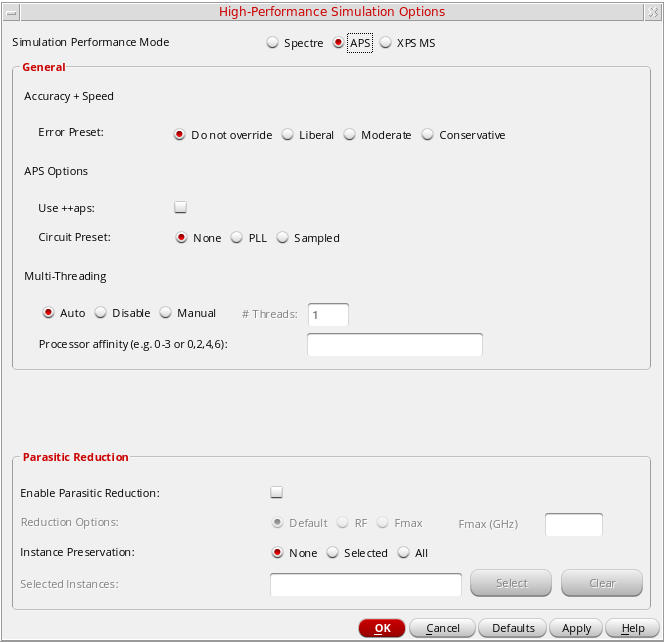 High-Performance Simulation Options
Simulation Performance Mode Spectre APS XPS MS
General
Accuracy + Speed
Error Preset: Do not override Liberal Moderate Conservative
APS Options
Use ++aps:
Circuit Preset: None PLL Sampled
Multi-Threading
Auto Disable Manual # Threads: 1
Processor affinity (e.g. 0-3 or 0,2,4,6):
Parasitic Reduction
Enable Parasitic Reduction:
Reduction Options: Default RF Fmax Fmax (GHz)
Instance Preservation: None Selected All
Selected Instances: Select Clear
OK Cancel Defaults Apply Help